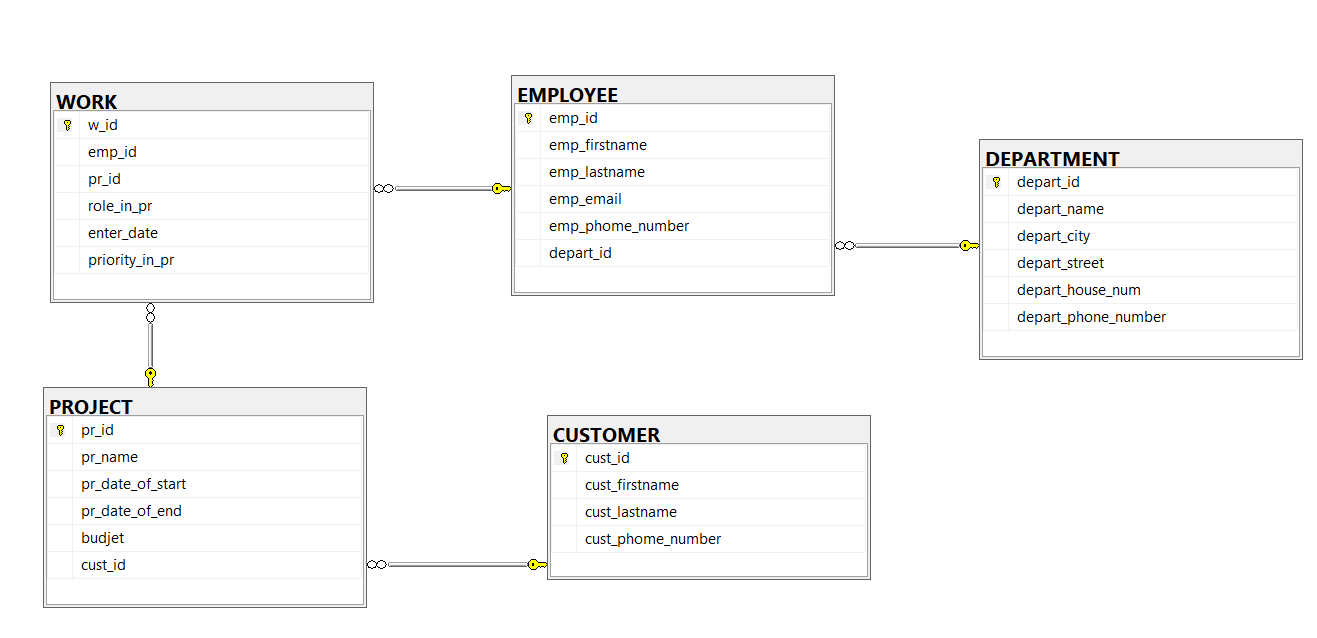 WORK
w_id
emp_id
pr_id
role_in_pr
enter_date
priority_in_pr
EMPLOYEE
emp_id
emp_firstname
emp_lastname
emp_email
emp_phome_number
depart_id
DEPARTMENT
depart_id
depart_name
depart_city
depart_street
depart_house_num
depart_phone_number
PROJECT
pr_id
pr_name
pr_date_of_start
pr_date_of_end
budjet
cust_id
CUSTOMER
cust_id
cust_firstname
cust_lastname
cust_phome_number